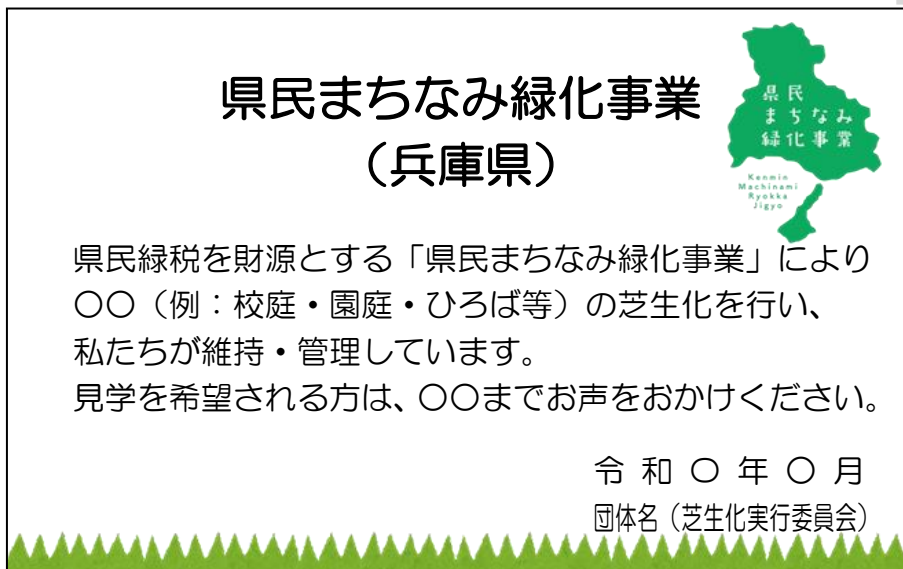 県民まちなみ緑化事業
（兵庫県）
県民
まちなみ
緑化事業
Kenmin
Machinami
Ryokka
Jigyo
県民緑税を財源とする「県民まちなみ緑化事業」により
〇〇（例：校庭・園庭・ひろば等）の芝生化を行い、
私たちが維持・管理しています。
見学を希望される方は、〇〇までお声をおかけください。
令和〇年〇月
団体名（芝生化実行委員会）